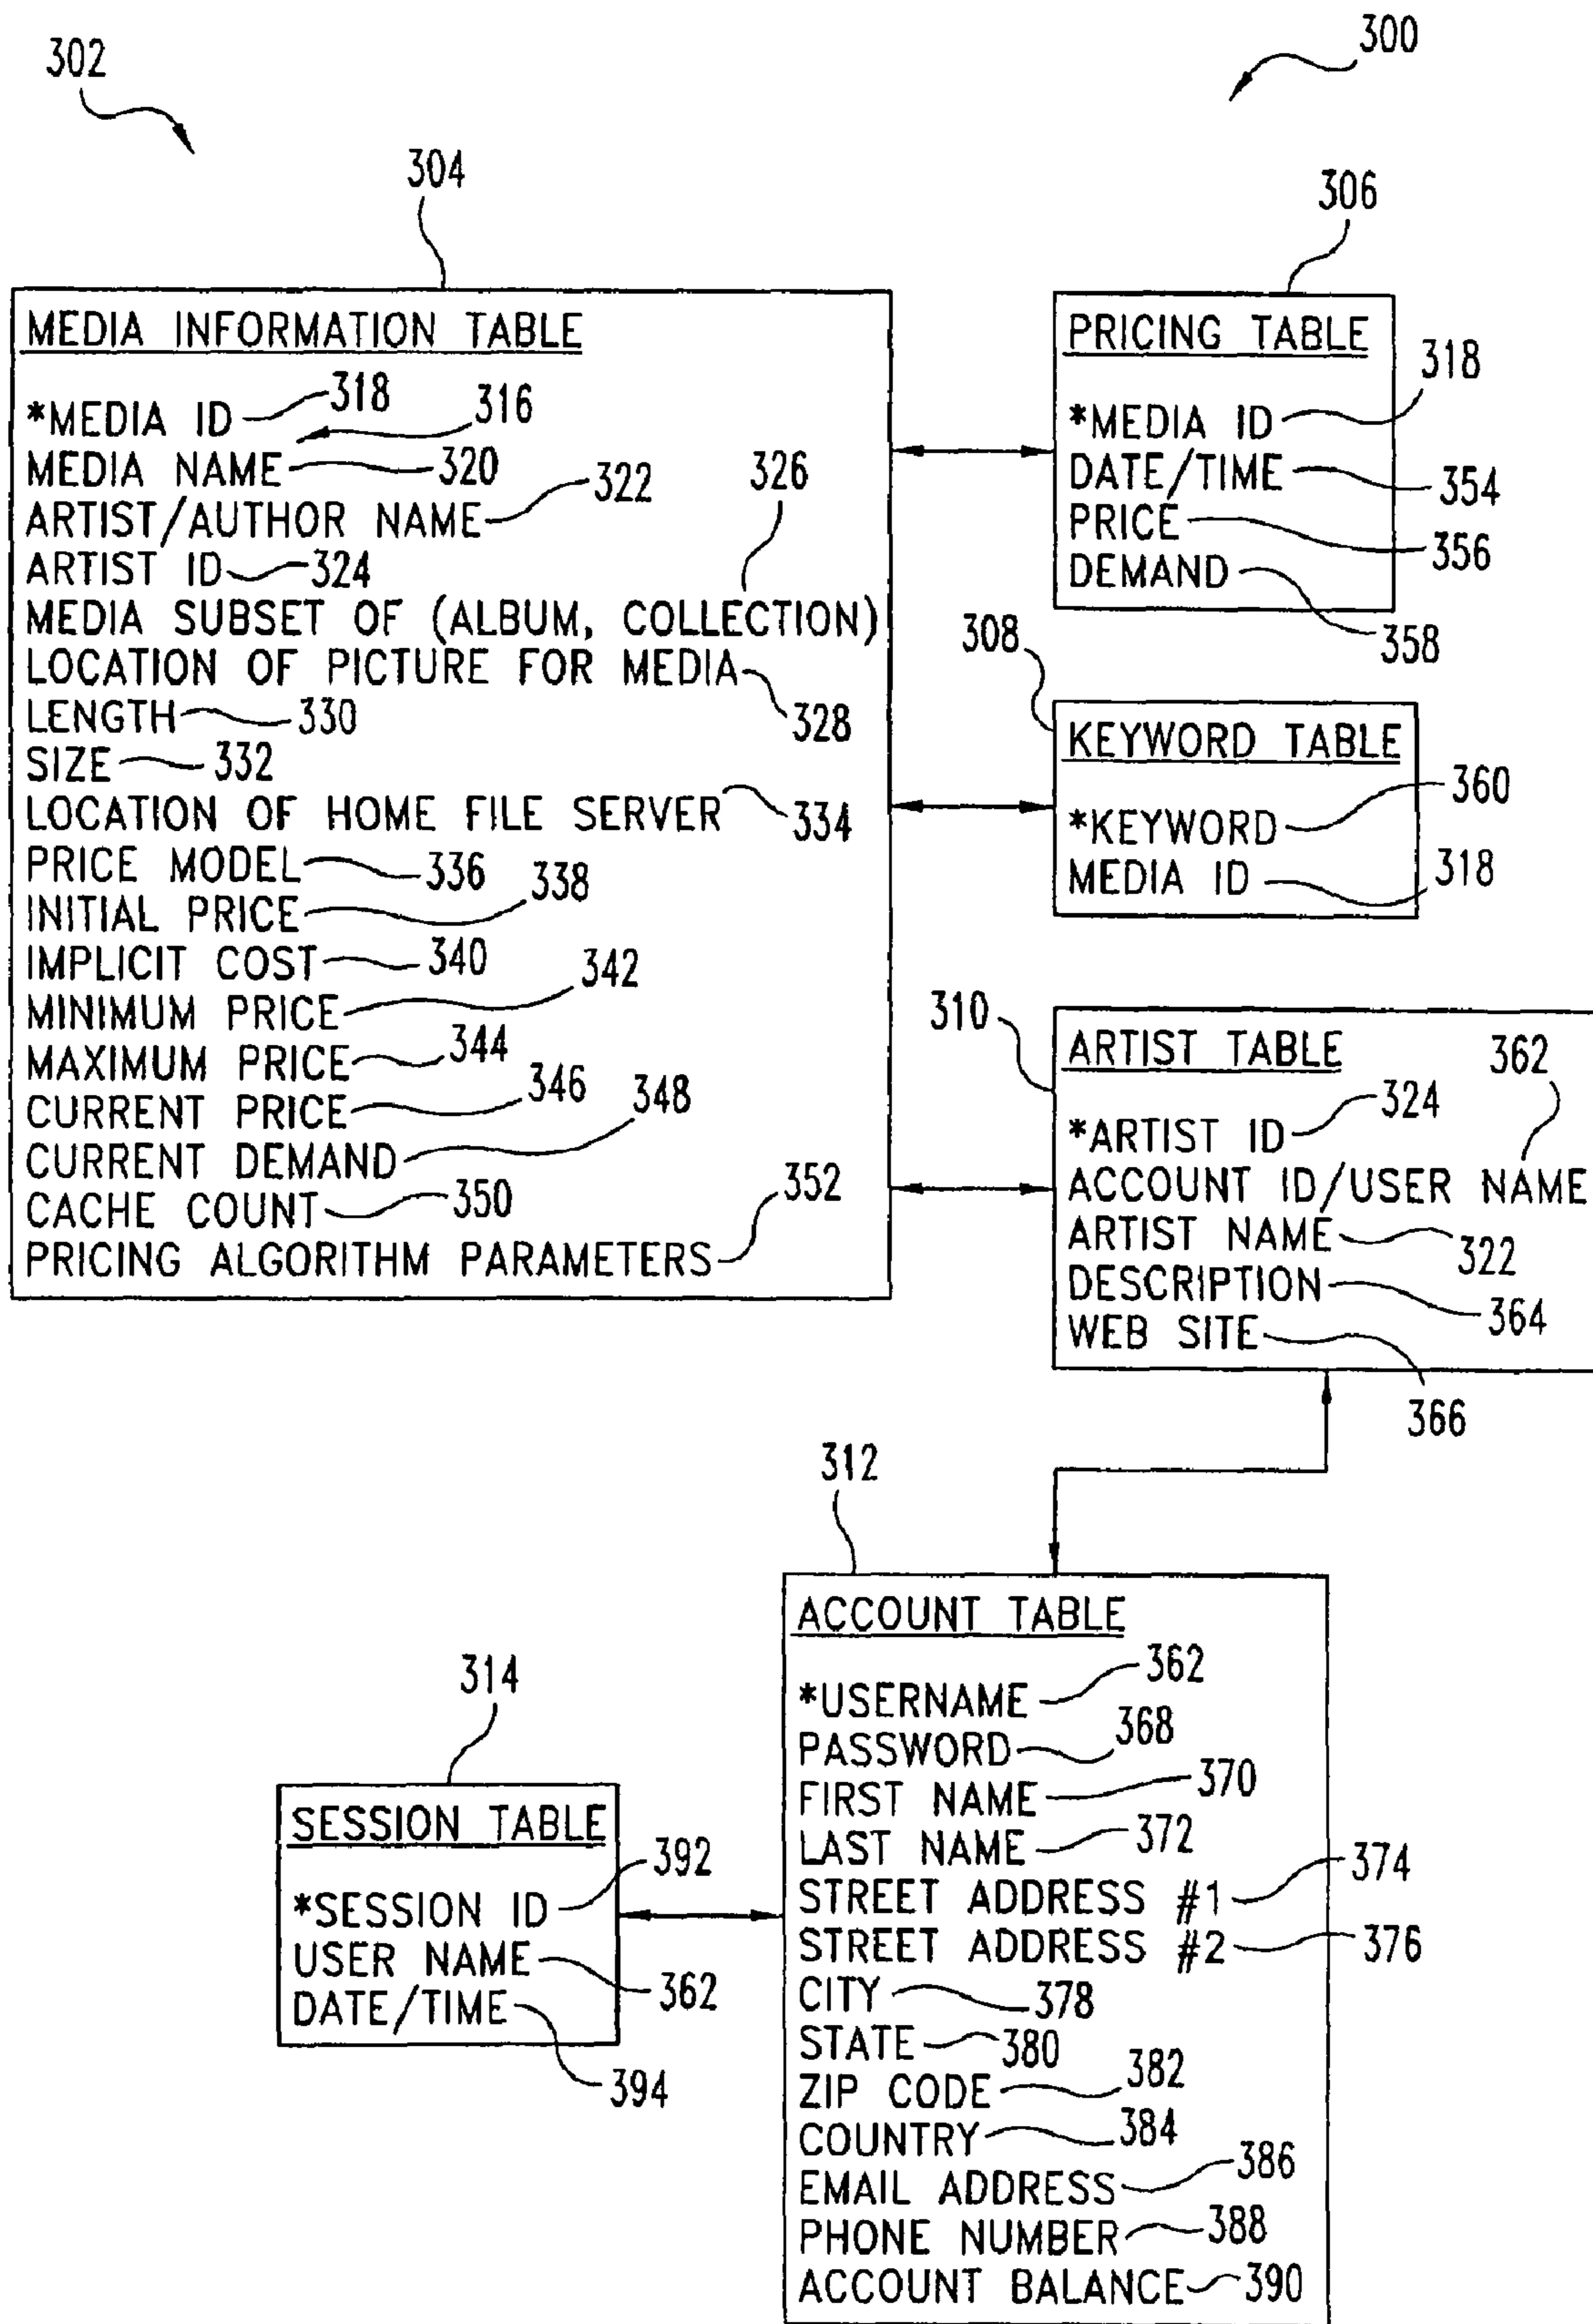 302
300
304
MEDIA INFORMATION TABLE
*MEDIA ID 318
316
MEDIA NAME 320
ARTIST/AUTHOR NAME 322
ARTIST ID 324
326
MEDIA SUBSET OF (ALBUM, COLLECTION)
LOCATION OF PICTURE FOR MEDIA 328
LENGTH 330
SIZE 332
LOCATION OF HOME FILE SERVER 334
PRICE MODEL 336
INITIAL PRICE 338
IMPLICIT COST 340
MINIMUM PRICE 342
MAXIMUM PRICE 344
CURRENT PRICE 346
CURRENT DEMAND 348
CACHE COUNT 350
PRICING ALGORITHM PARAMETERS 352
306
PRICING TABLE
*MEDIA ID 318
DATE/TIME 354
PRICE 356
DEMAND 358
308
KEYWORD TABLE
*KEYWORD 360
MEDIA ID 318
310
ARTIST TABLE
*ARTIST ID 324
ACCOUNT ID/USER NAME 362
ARTIST NAME 322
DESCRIPTION 364
WEB SITE 366
312
ACCOUNT TABLE
*USERNAME 362
PASSWORD 368
FIRST NAME 370
LAST NAME 372
STREET ADDRESS #1 374
STREET ADDRESS #2 376
CITY 378
STATE 380
ZIP CODE 382
COUNTRY 384
EMAIL ADDRESS 386
PHONE NUMBER 388
ACCOUNT BALANCE 390
314
SESSION TABLE
*SESSION ID 392
USER NAME 362
DATE/TIME 394